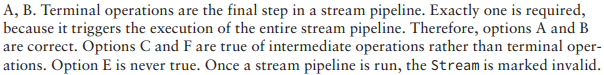 A, B. Terminal operations are the final step in a stream pipeline. Exactly one is required,
because it triggers the execution of the entire stream pipeline. Therefore, options A and B
are correct. Options C and F are true of intermediate operations rather than terminal oper-
ations. Option E is never true. Once a stream pipeline is run, the Stream is marked invalid.